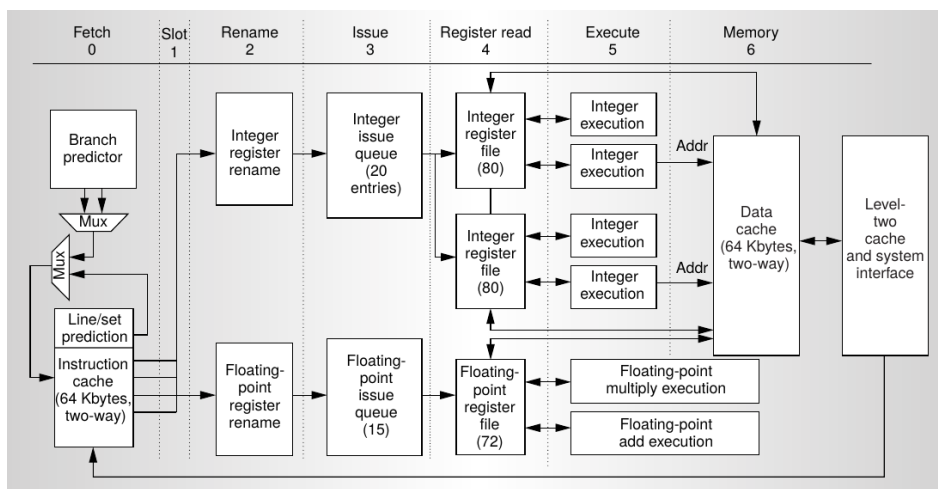 Fetch
0
Slot
1
Rename
2
Issue
3
Register read
4
Execute
5
Memory
6
Branch
predictor
Mux
Mux
Line/set
prediction
Instruction
cache
(64 Kbytes,
two-way)
Integer
register
rename
Floating-
point
register
rename
Integer
issue
queue
(20
entries)
Floating-
point
issue
queue
(15)
Integer
register
file
(80)
Integer
register
file
(80)
Floating-
point
register
file
(72)
Integer
execution
Integer
execution
Integer
execution
Integer
execution
Addr
Addr
Floating-point
multiply execution
Floating-point
add execution
Data
cache
(64 Kbytes,
two-way)
Level-
two
cache
and system
interface